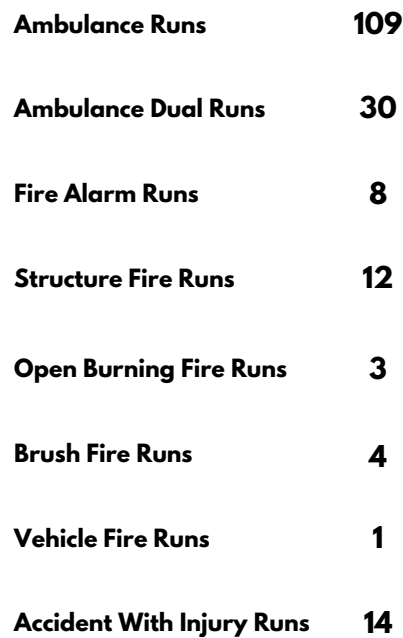 Ambulance Runs 109
Ambulance Dual Runs 30
Fire Alarm Runs 8
Structure Fire Runs 12
Open Burning Fire Runs 3
Brush Fire Runs 4
Vehicle Fire Runs 1
Accident With Injury Runs 14